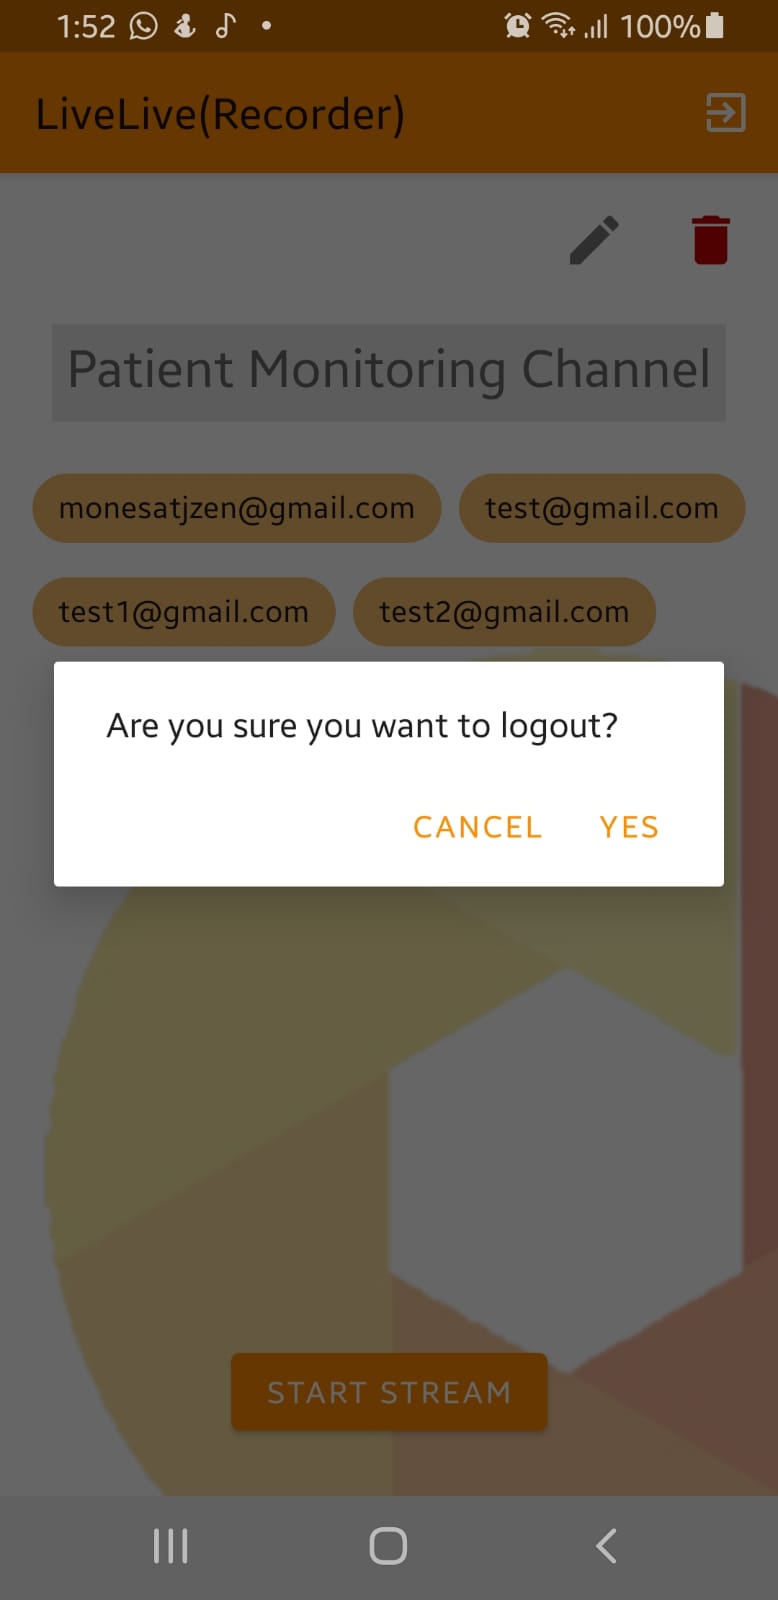 1:52 100%
LiveLive(Recorder)
Patient Monitoring Channel
monesatjzen@gmail.com test@gmail.com
test1@gmail.com test2@gmail.com
Are you sure you want to logout?
CANCEL YES
START STREAM